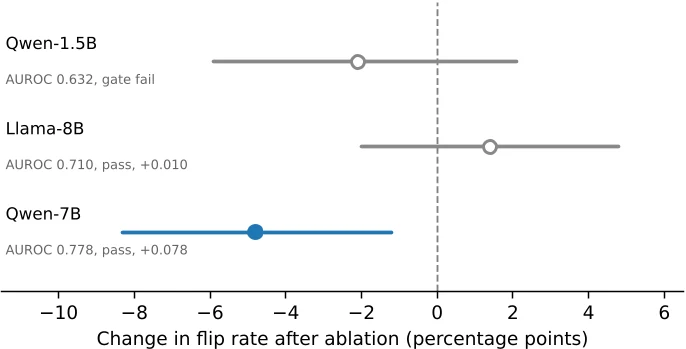 Qwen-1.5B
AUROC 0.632, gate fail
Llama-8B
AUROC 0.710, pass, +0.010
Qwen-7B
AUROC 0.778, pass, +0.078
−10 −8 −6 −4 −2 0 2 4 6
Change in flip rate after ablation (percentage points)